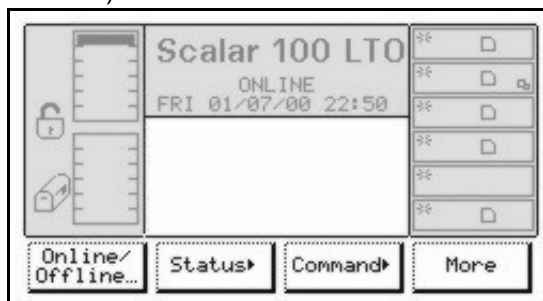 Scalar 100 LTO
ONLINE
FRI 01/07/00 22:50
Online/
Offline…
Status▸
Command▸
More